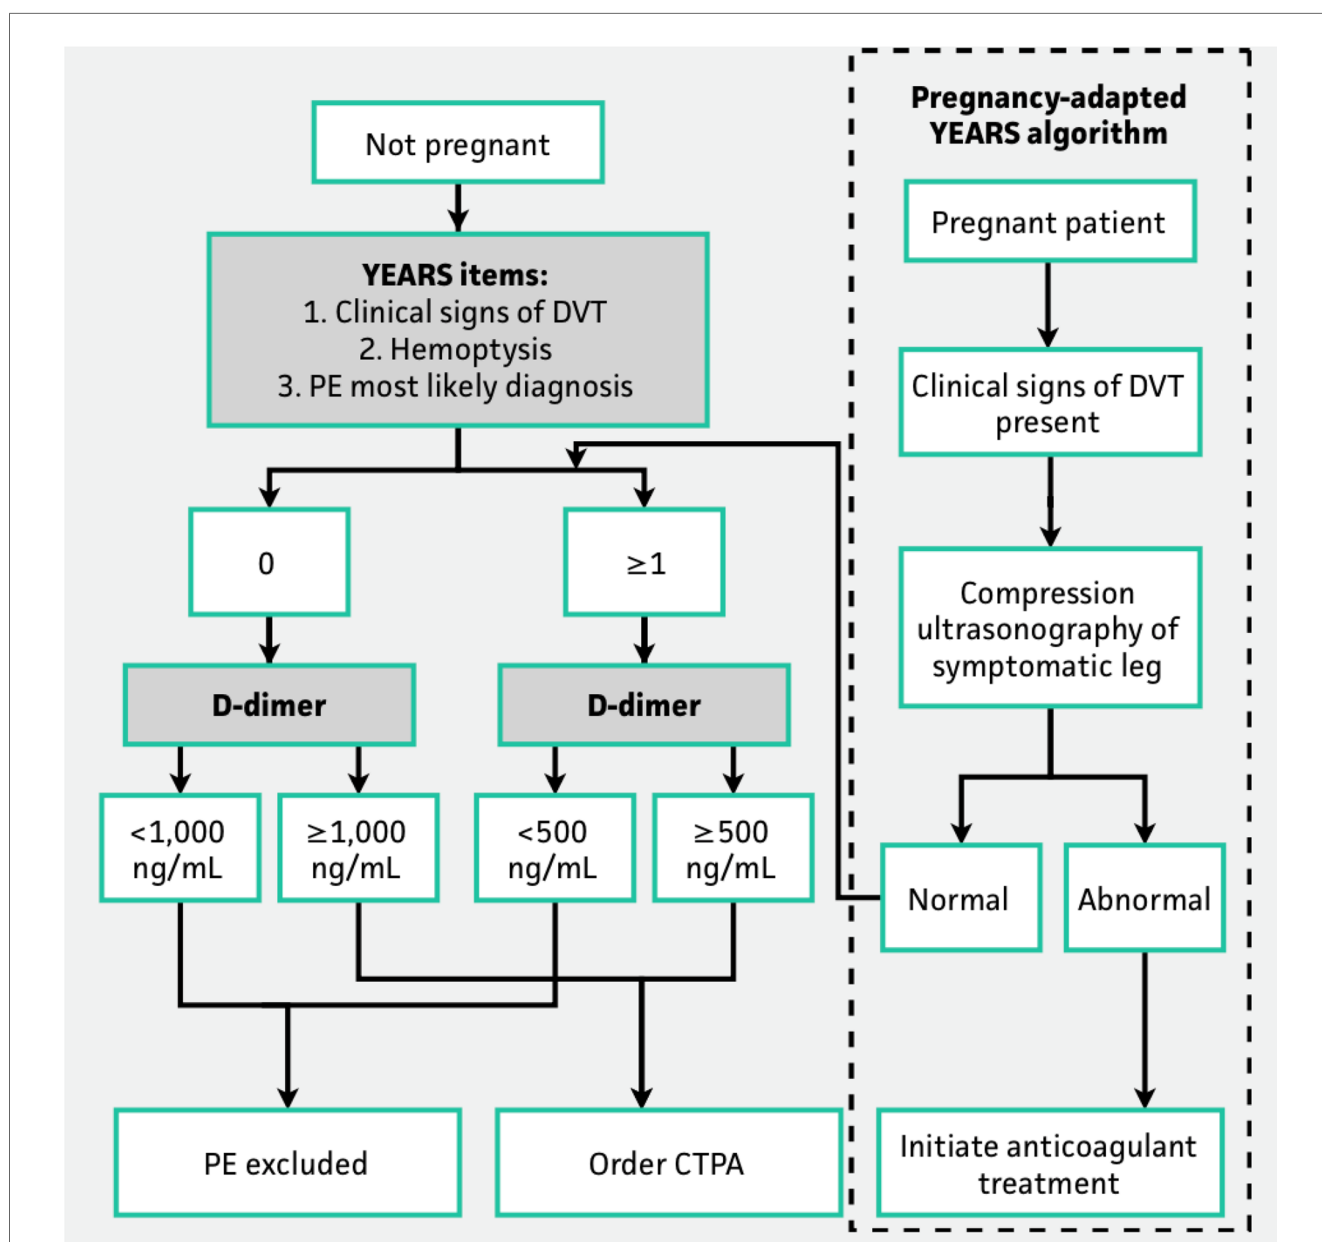 Not pregnant
YEARS items:
1. Clinical signs of DVT
2. Hemoptysis
3. PE most likely diagnosis
0
≥1
D-dimer
D-dimer
<1,000
ng/mL
≥1,000
ng/mL
<500
ng/mL
≥500
ng/mL
PE excluded
Order CTPA
Pregnancy-adapted
YEARS algorithm
Pregnant patient
Clinical signs of DVT
present
Compression
ultrasonography of
symptomatic leg
Normal
Abnormal
Initiate anticoagulant
treatment